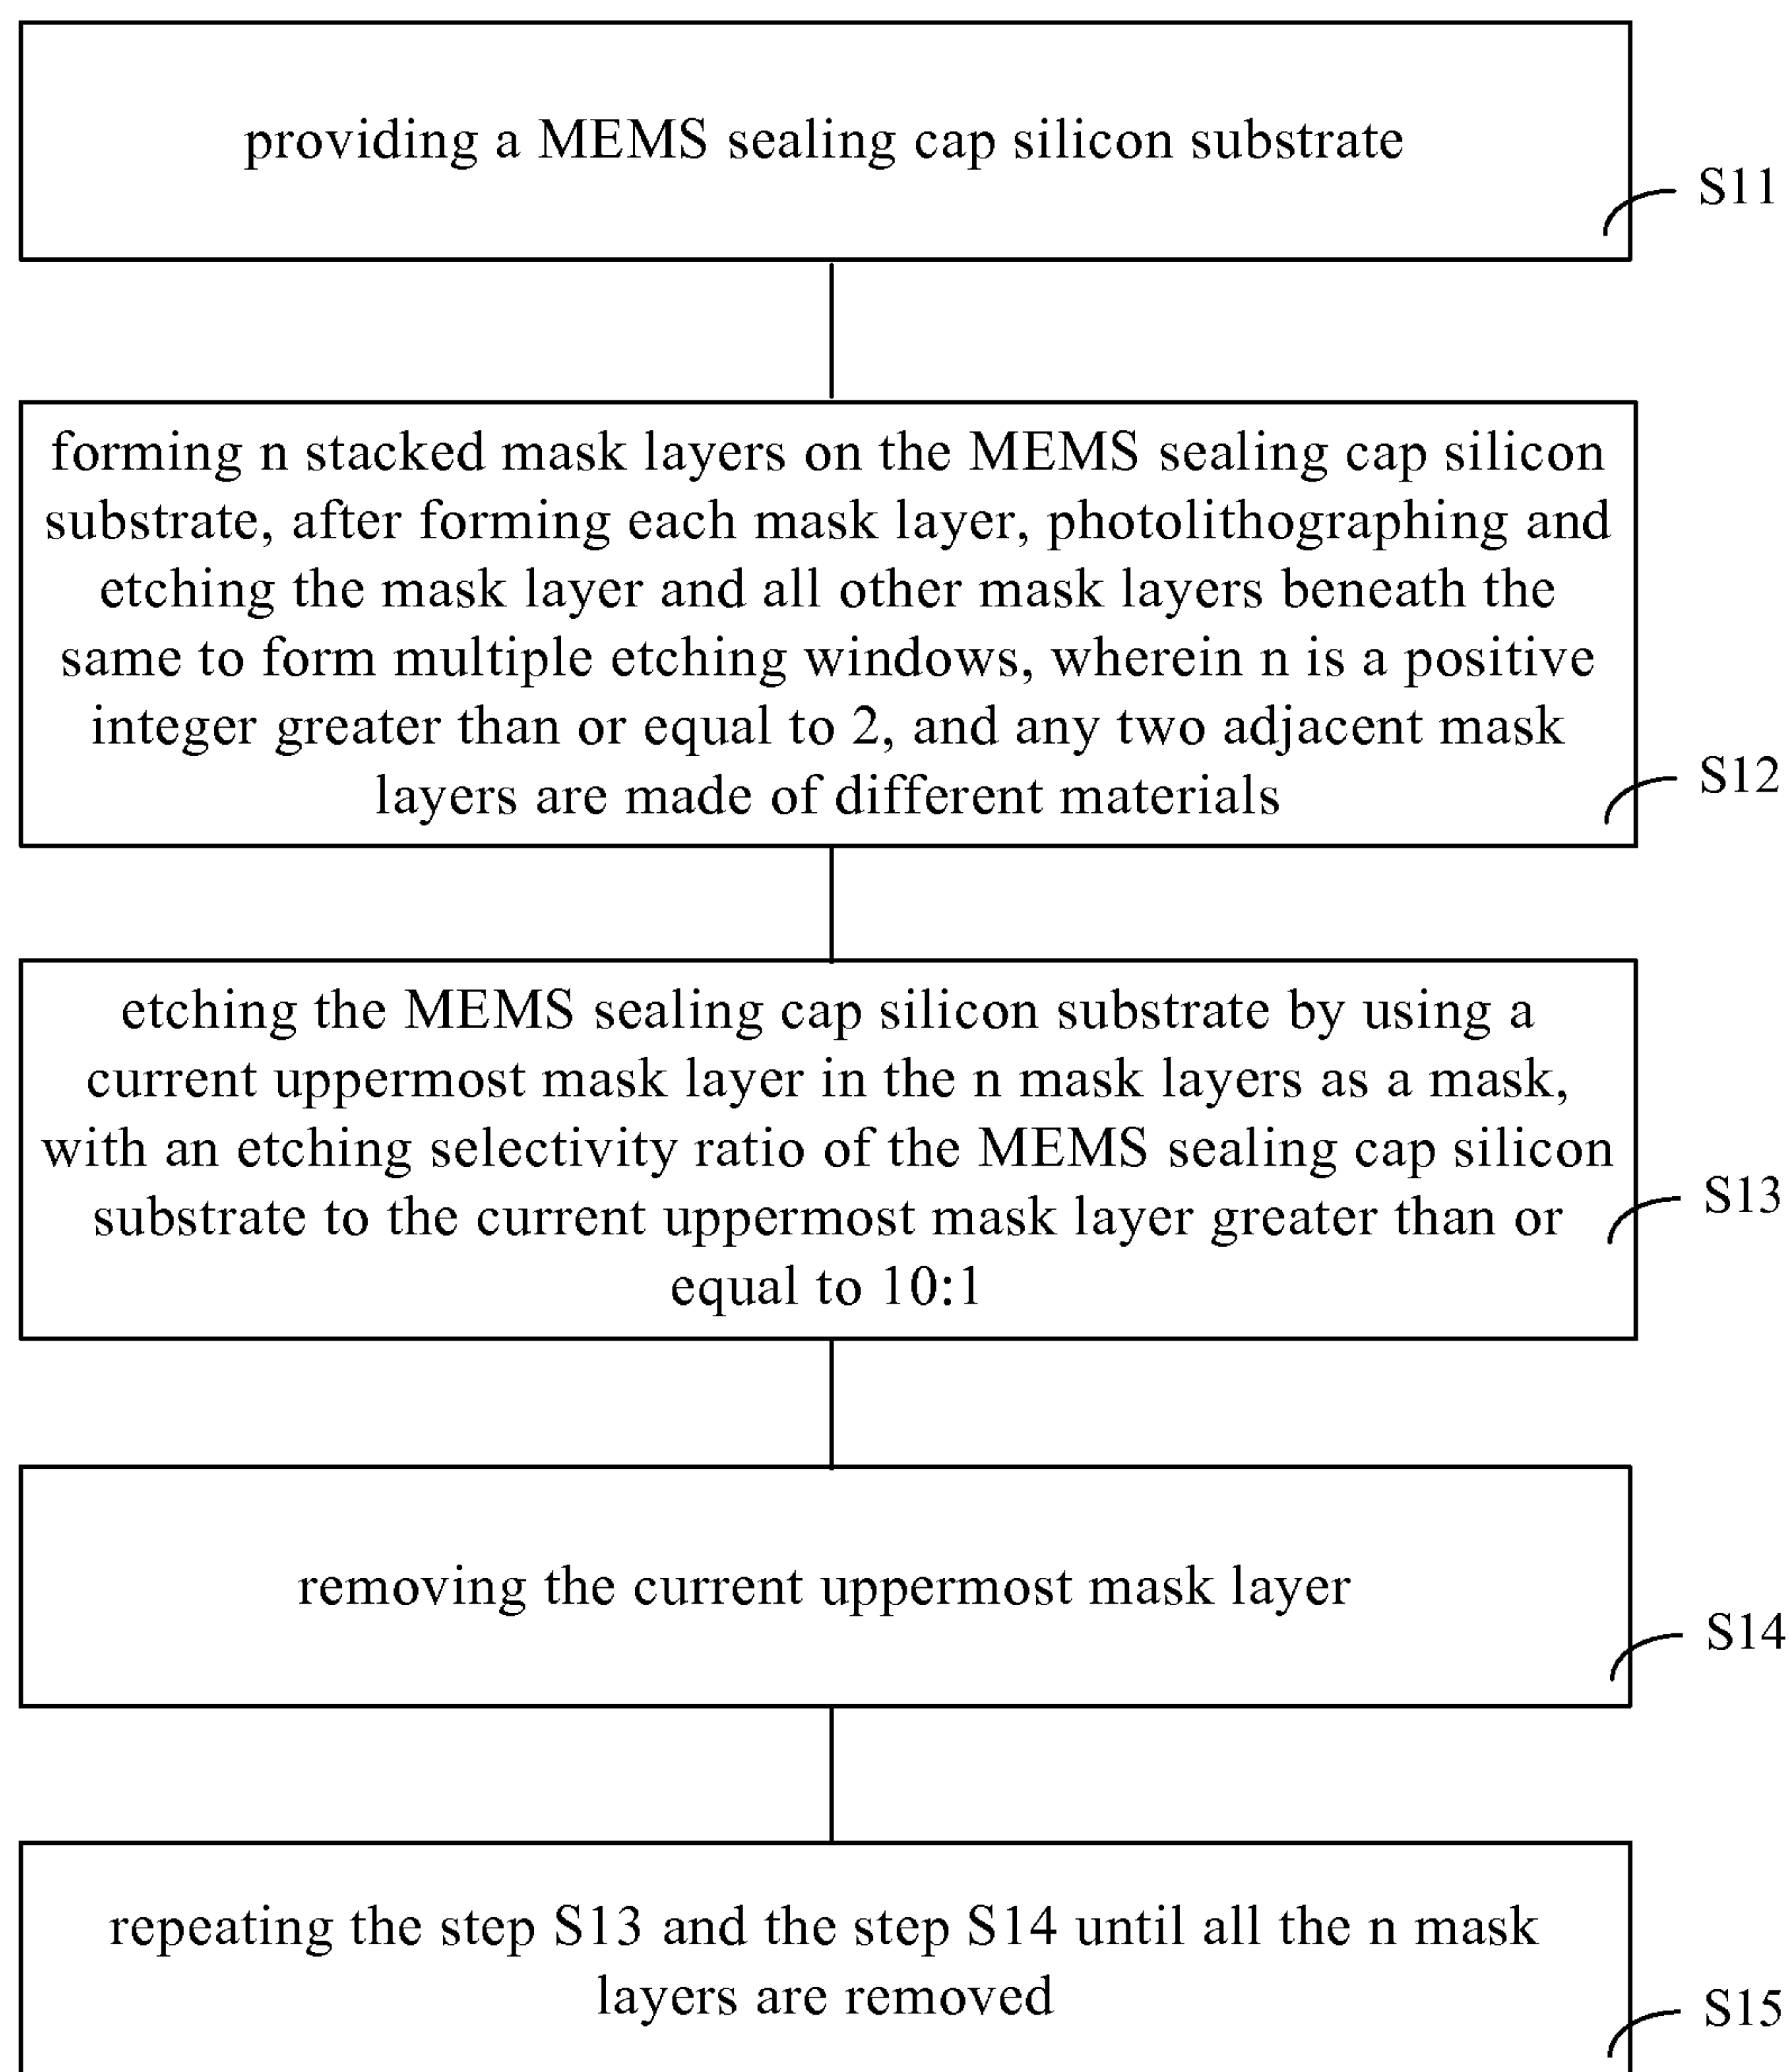 providing a MEMS sealing cap silicon substrate
S11
forming n stacked mask layers on the MEMS sealing cap silicon
substrate, after forming each mask layer, photolithographing and
etching the mask layer and all other mask layers beneath the
same to form multiple etching windows, wherein n is a positive
integer greater than or equal to 2, and any two adjacent mask
layers are made of different materials
S12
etching the MEMS sealing cap silicon substrate by using a
current uppermost mask layer in the n mask layers as a mask,
with an etching selectivity ratio of the MEMS sealing cap silicon
substrate to the current uppermost mask layer greater than or
equal to 10:1
S13
removing the current uppermost mask layer
S14
repeating the step S13 and the step S14 until all the n mask
layers are removed
S15